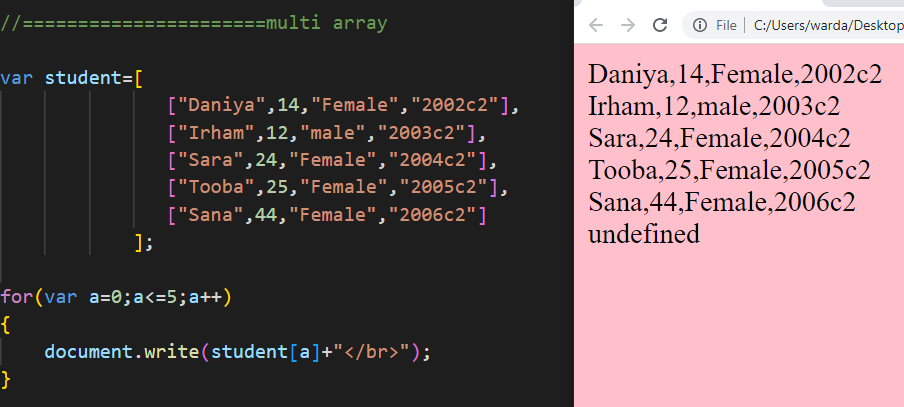 //======================multi array
var student=[
["Daniya",14,"Female","2002c2"],
["Irham",12,"male","2003c2"],
["Sara",24,"Female","2004c2"],
["Tooba",25,"Female","2005c2"],
["Sana",44,"Female","2006c2"]
];
for(var a=0;a<=5;a++)
{
document.write(student[a]+"</br>");
}
File | C:/Users/warda/Desktop
Daniya,14,Female,2002c2
Irham,12,male,2003c2
Sara,24,Female,2004c2
Tooba,25,Female,2005c2
Sana,44,Female,2006c2
undefined